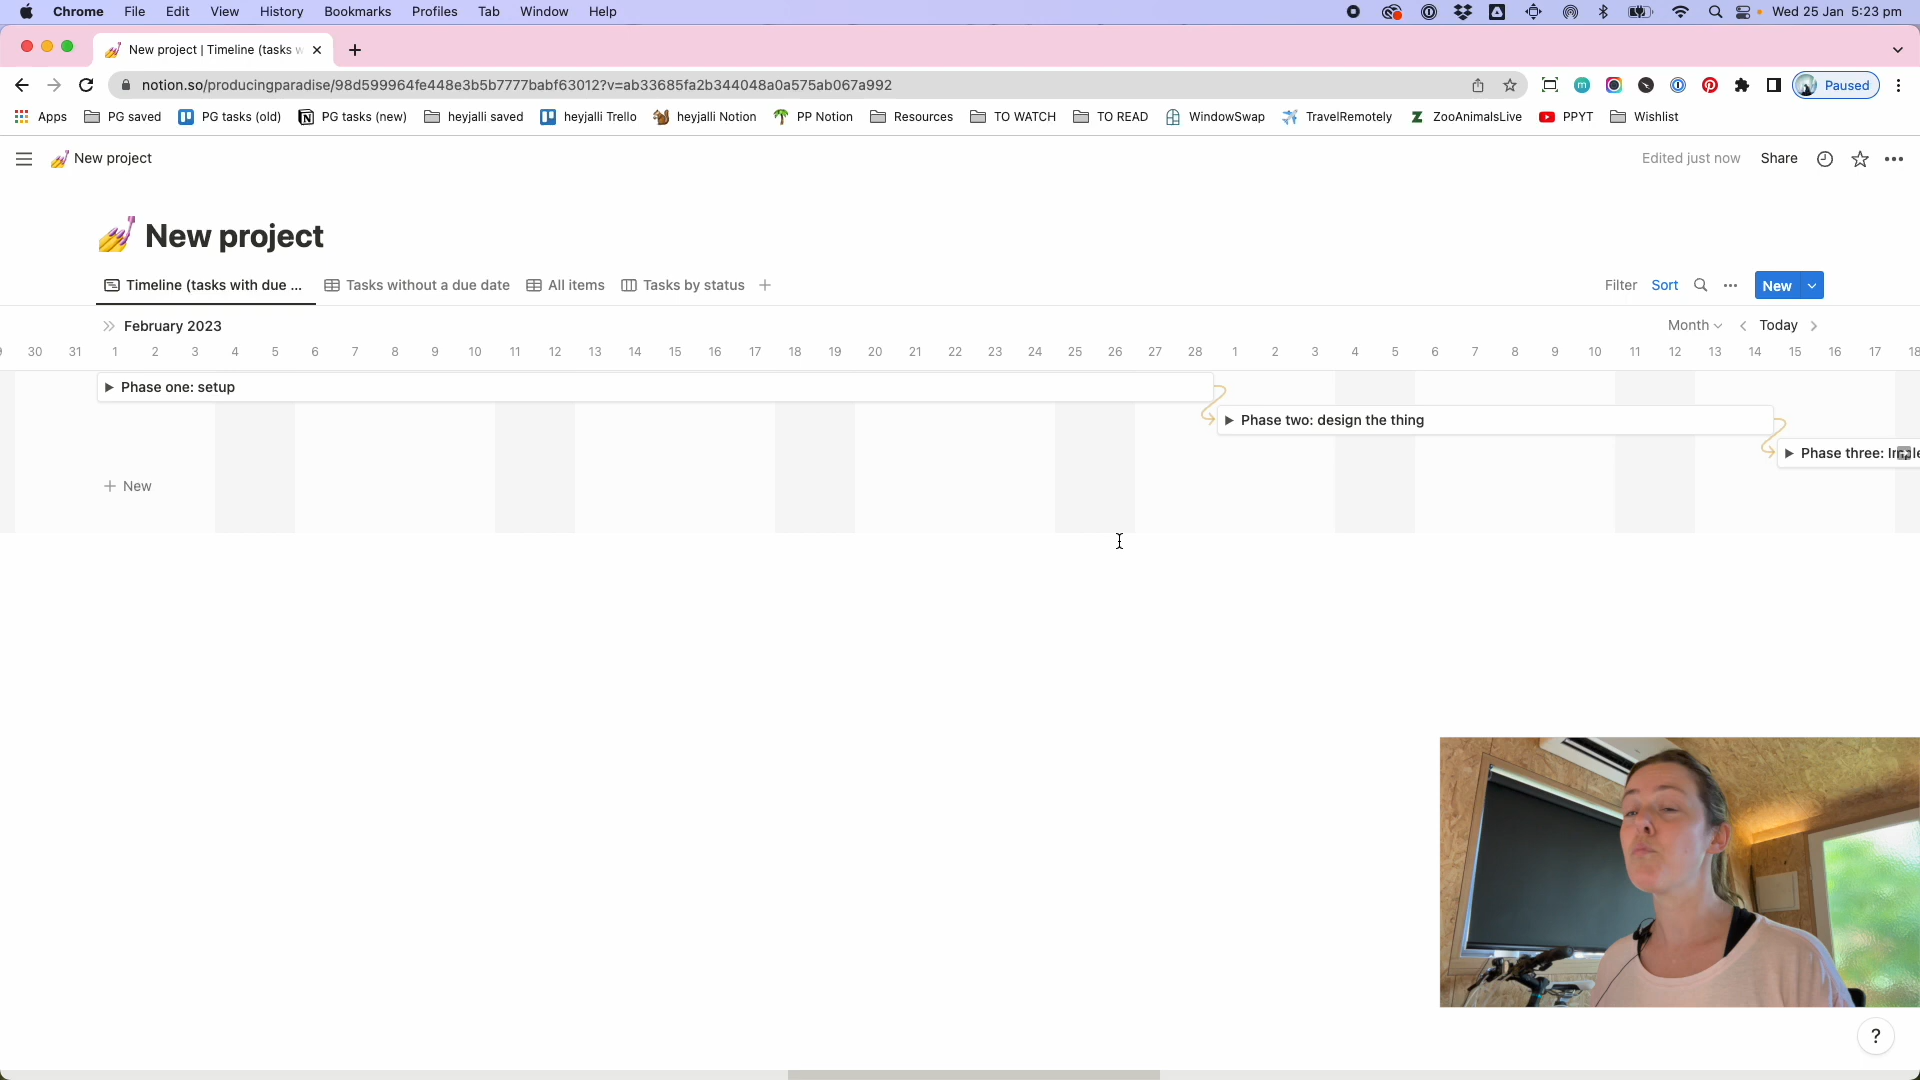 Chrome File Edit View History Bookmarks Profiles Tab Window Help Wed 25 Jan 5:23 pm
New project | Timeline (tasks w
notion.so/producingparadise/98d599964fe448e3b5b7777babf63012?v=ab33685fa2b344048a0a575ab067a992 Paused
Apps PG saved PG tasks (old) PG tasks (new) heyjalli saved heyjalli Trello heyjalli Notion PP Notion Resources TO WATCH TO READ WindowSwap TravelRemotely ZooAnimalsLive PPYT Wishlist
New project Edited just now Share
New project
Timeline (tasks with due ... Tasks without a due date All items Tasks by status Filter Sort New
February 2023 Month Today
30 31 1 2 3 4 5 6 7 8 9 10 11 12 13 14 15 16 17 18 19 20 21 22 23 24 25 26 27 28 1 2 3 4 5 6 7 8 9 10 11 12 13 14 15 16 17 18
Phase one: setup
Phase two: design the thing
Phase three:
New
?